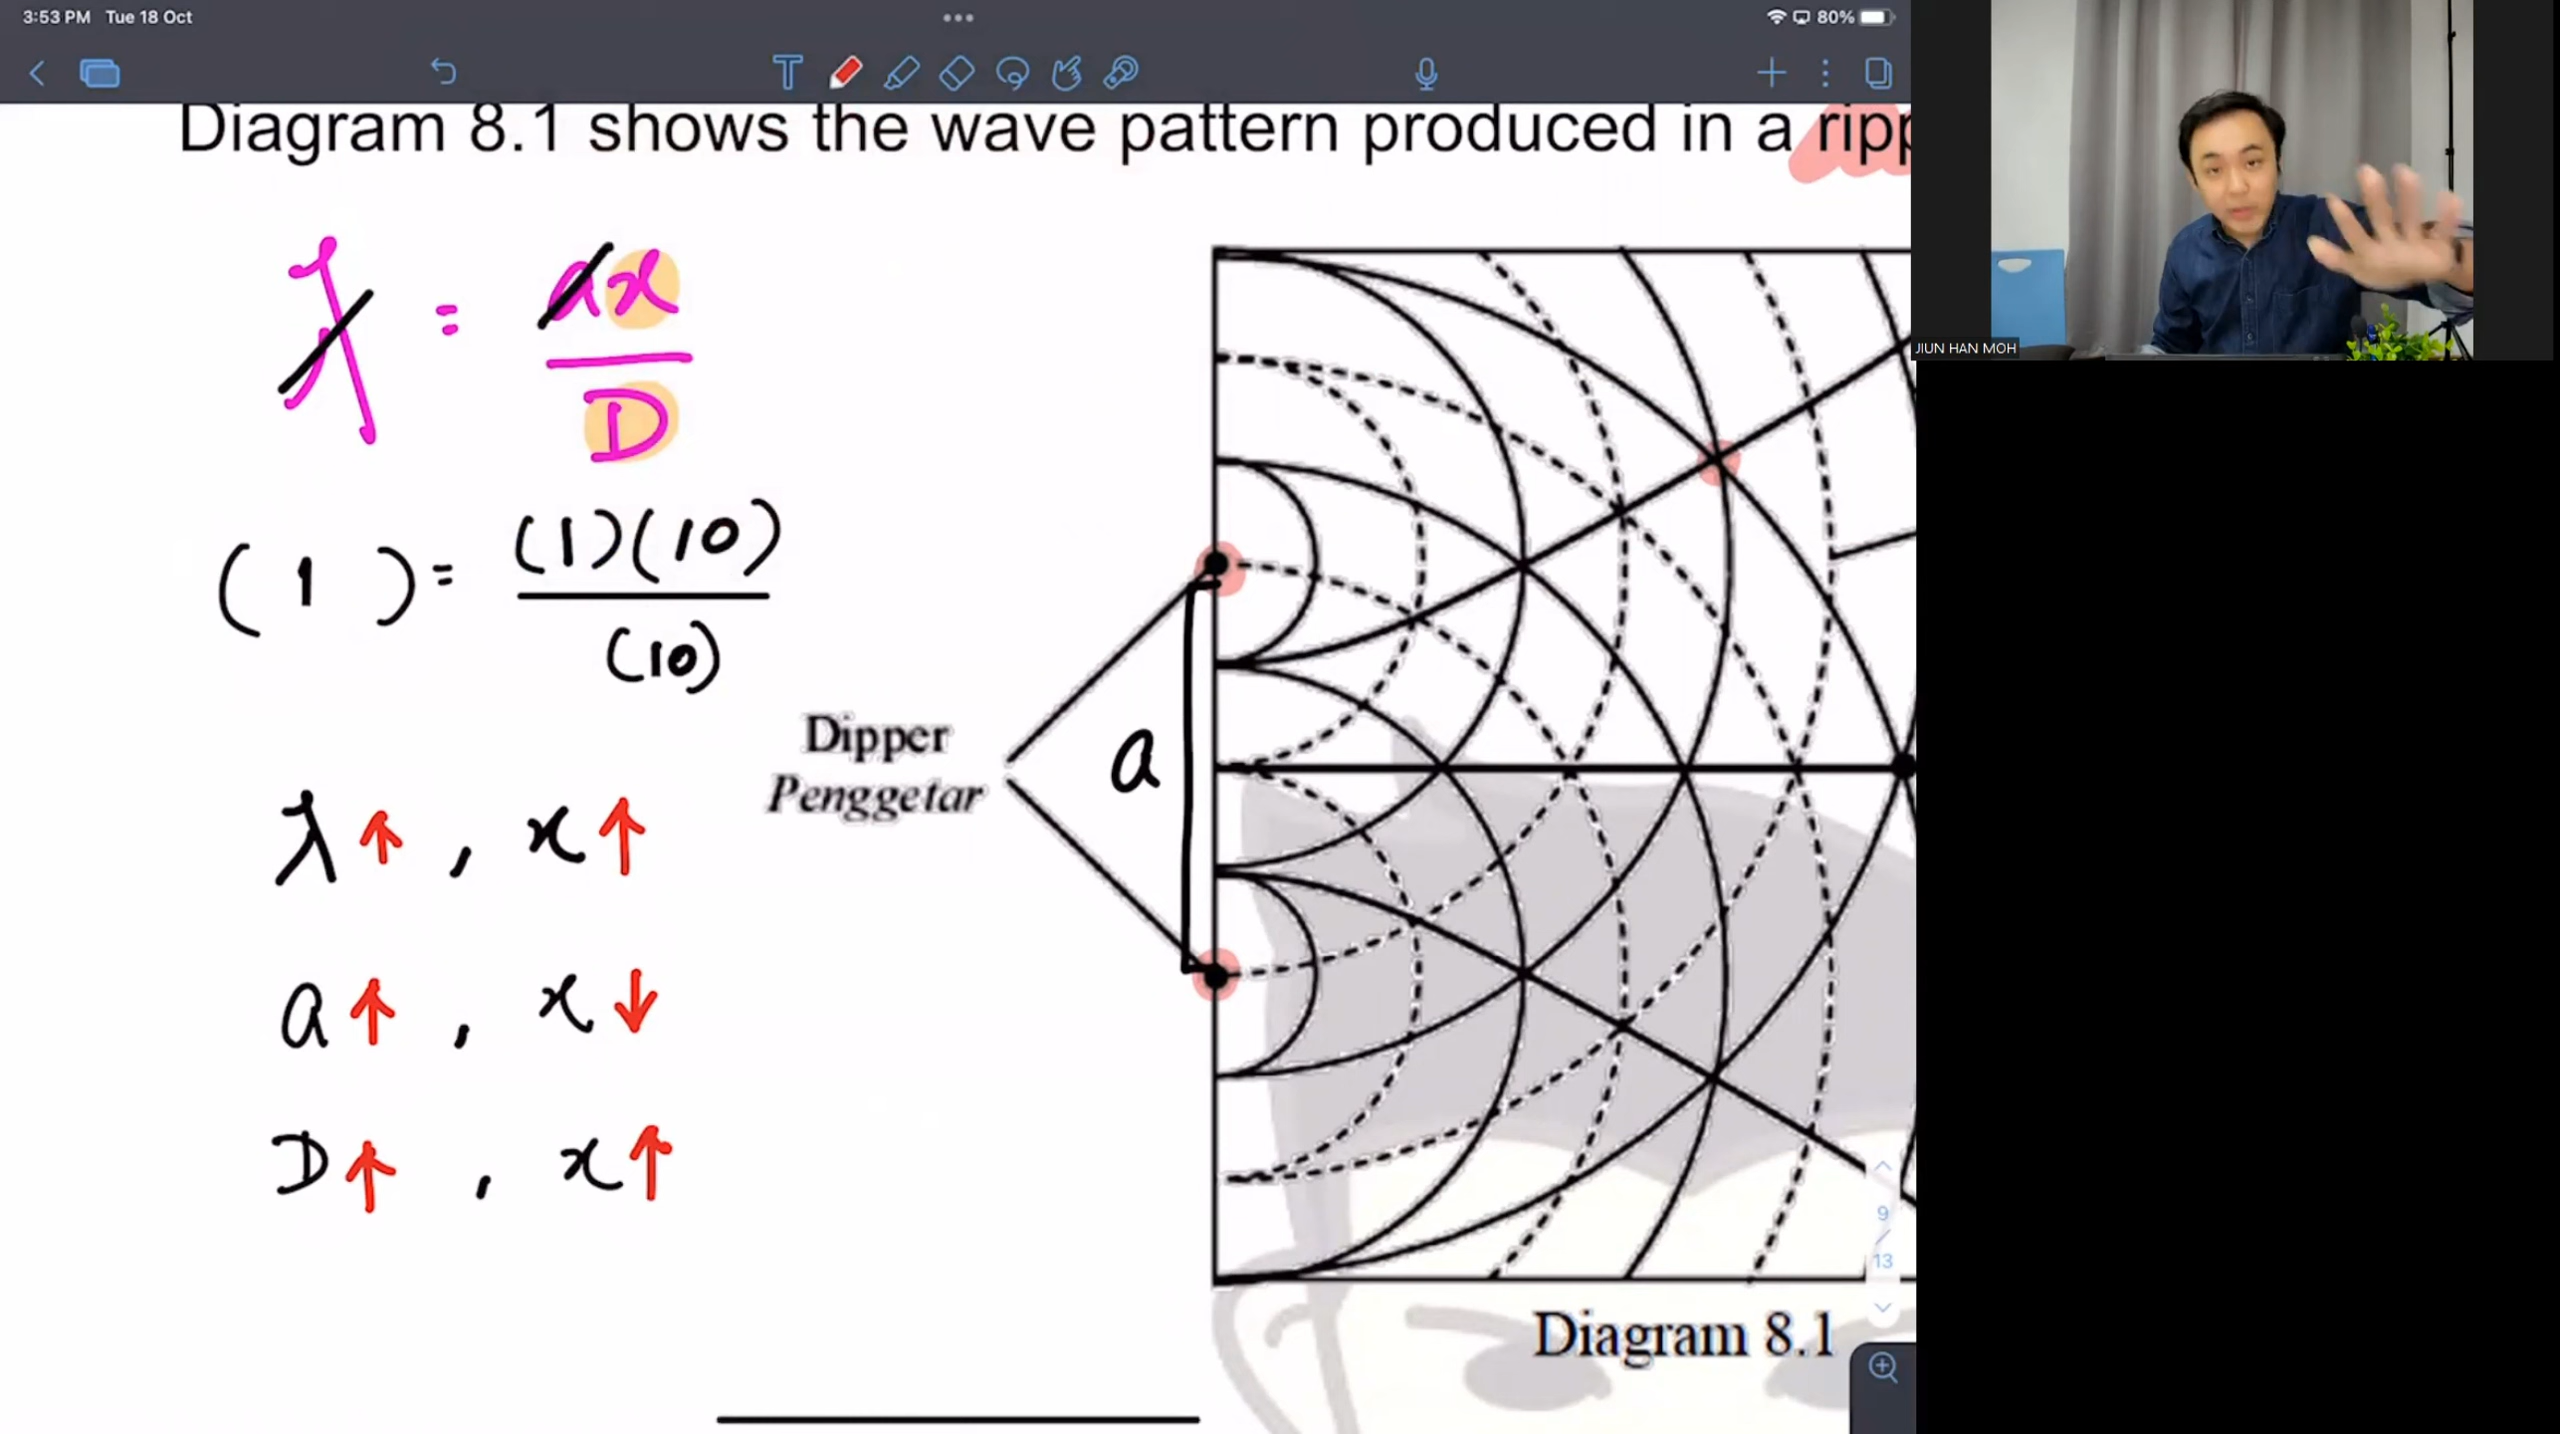 3:53 PM Tue 18 Oct
80%
Diagram 8.1 shows the wave pattern produced in a ripp
λ = ax
D
(1) = (1)(10)
(10)
λ↑, x↑
a↑, x↓
D↑, x↑
Dipper
Penggetar
a
9
/
13
Diagram 8.1
JIUN HAN MOH